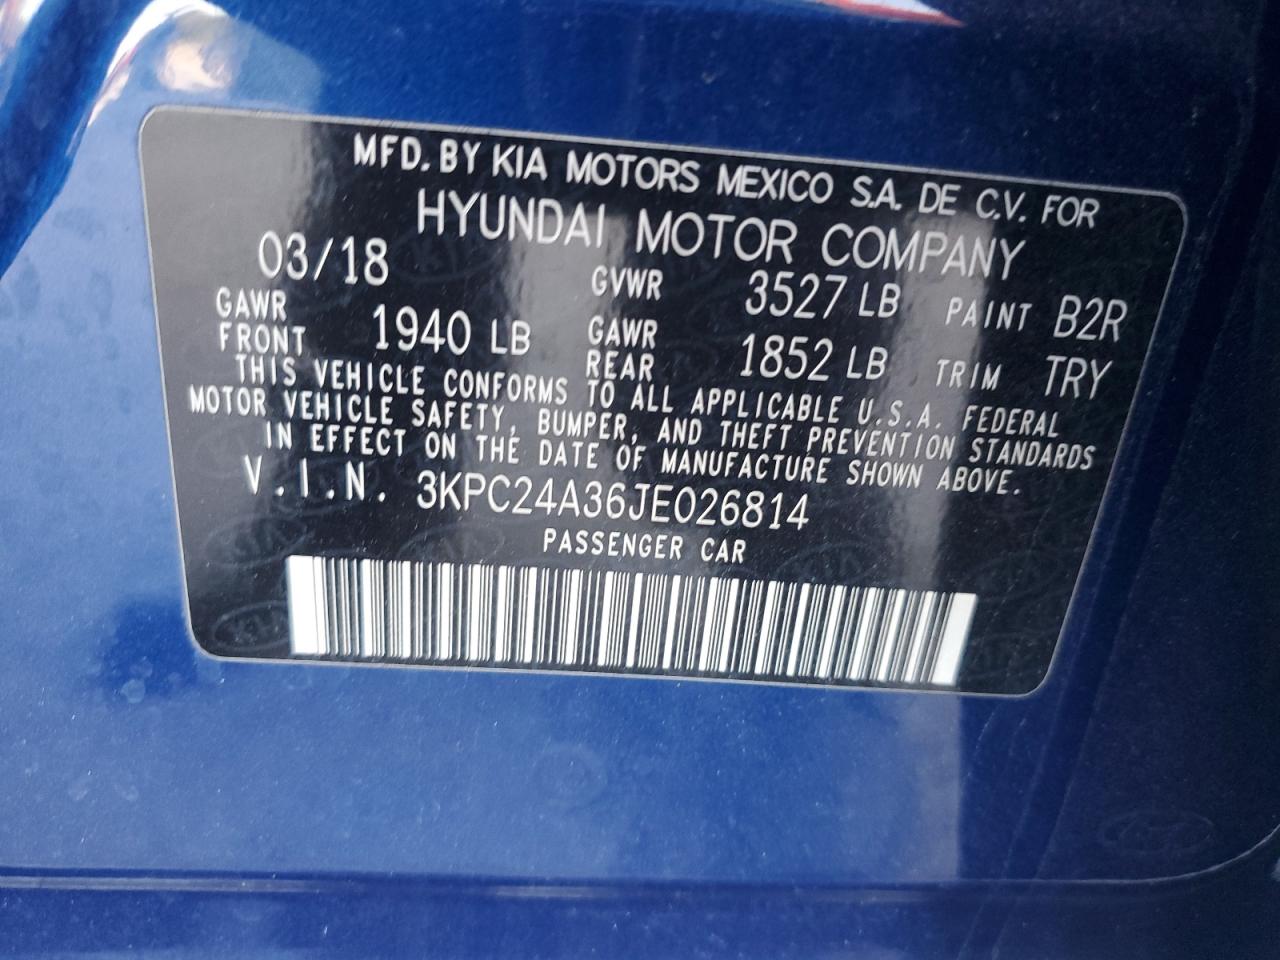 MFD. BY KIA MOTORS MEXICO S.A. DE C.V. FOR
HYUNDAI MOTOR COMPANY
03/18 GVWR 3527 LB PAINT B2R
GAWR FRONT 1940 LB GAWR REAR 1852 LB TRIM TRY
THIS VEHICLE CONFORMS TO ALL APPLICABLE U.S.A. FEDERAL
MOTOR VEHICLE SAFETY, BUMPER, AND THEFT PREVENTION STANDARDS
IN EFFECT ON THE DATE OF MANUFACTURE SHOWN ABOVE.
V.I.N. 3KPC24A36JE026814
PASSENGER CAR